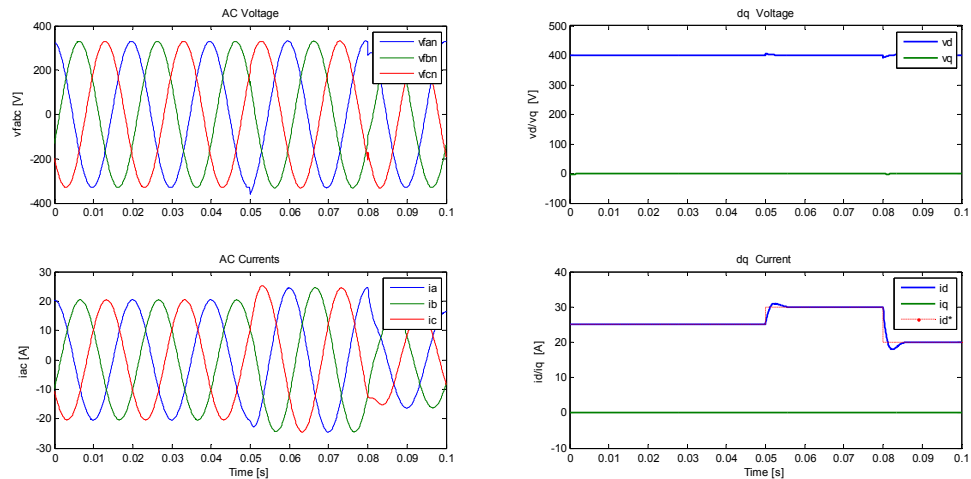 AC Voltage
400
200
0
-200
-400
vfabc [V]
vfan
vfbn
vfcn
0 0.01 0.02 0.03 0.04 0.05 0.06 0.07 0.08 0.09 0.1
dq Voltage
500
400
300
200
100
0
-100
vd/vq [V]
vd
vq
0 0.01 0.02 0.03 0.04 0.05 0.06 0.07 0.08 0.09 0.1
AC Currents
30
20
10
0
-10
-20
-30
iac [A]
ia
ib
ic
0 0.01 0.02 0.03 0.04 0.05 0.06 0.07 0.08 0.09 0.1
Time [s]
dq Current
40
30
20
10
0
-10
id/iq [A]
id
iq
id*
0 0.01 0.02 0.03 0.04 0.05 0.06 0.07 0.08 0.09 0.1
Time [s]